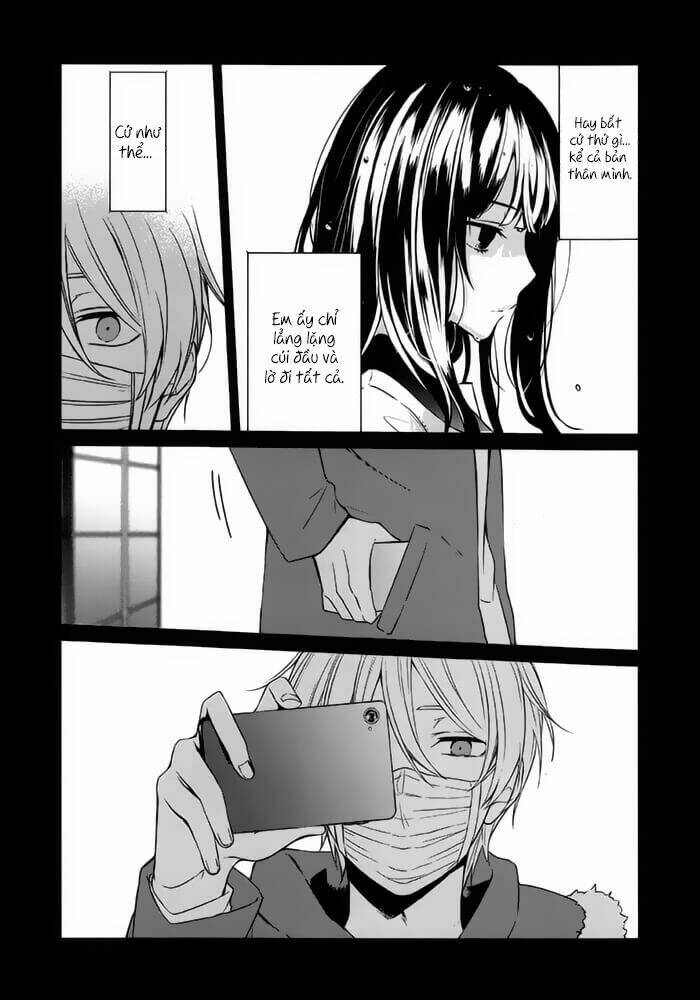 Hay bất
cứ thứ gì...
kể cả bản
thân mình.
Em ấy chỉ
lẳng lặng
cúi đầu và
lờ đi tất cả.
Cứ như
thể...